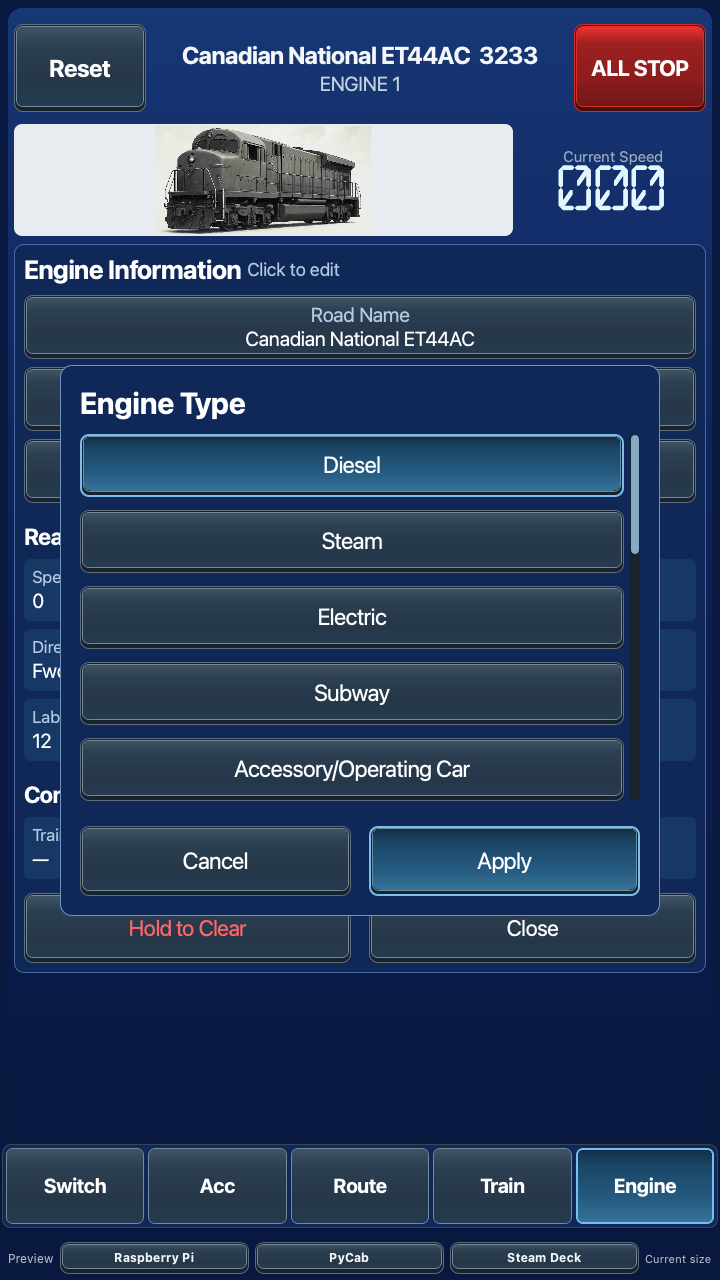 Reset
Canadian National ET44AC 3233
ENGINE 1
ALL STOP
Current Speed
000
Engine Information Click to edit
Road Name
Canadian National ET44AC
Engine Type
Diesel
Steam
Electric
Subway
Accessory/Operating Car
Cancel
Apply
0
12
—
Hold to Clear
Close
Switch
Acc
Route
Train
Engine
Preview
Raspberry Pi
PyCab
Steam Deck
Current size